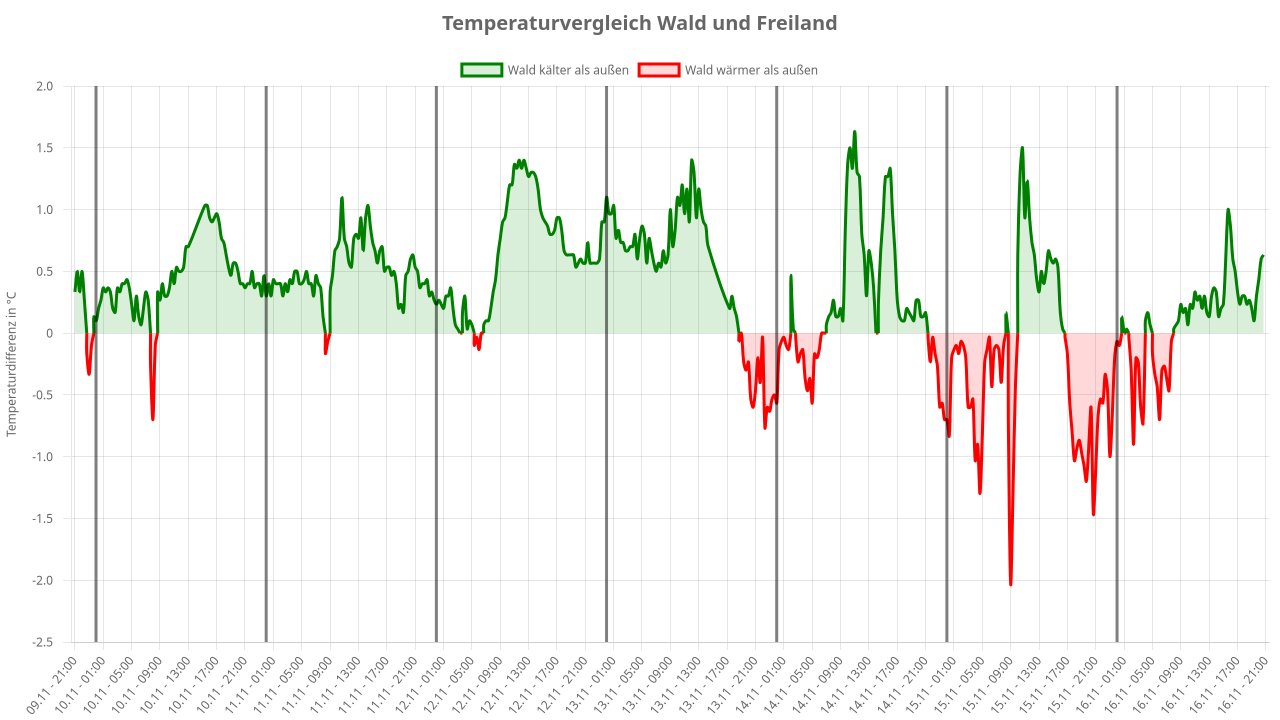 Temperaturvergleich Wald und Freiland
Wald kälter als außen
Wald wärmer als außen
Temperaturdifferenz in °C
2.0
1.5
1.0
0.5
0
-0.5
-1.0
-1.5
-2.0
-2.5
09.11 - 21:00
10.11 - 01:00
10.11 - 05:00
10.11 - 09:00
10.11 - 13:00
10.11 - 17:00
10.11 - 21:00
11.11 - 01:00
11.11 - 05:00
11.11 - 09:00
11.11 - 13:00
11.11 - 17:00
11.11 - 21:00
12.11 - 01:00
12.11 - 05:00
12.11 - 09:00
12.11 - 13:00
12.11 - 17:00
12.11 - 21:00
13.11 - 01:00
13.11 - 05:00
13.11 - 09:00
13.11 - 13:00
13.11 - 17:00
13.11 - 21:00
14.11 - 01:00
14.11 - 05:00
14.11 - 09:00
14.11 - 13:00
14.11 - 17:00
14.11 - 21:00
15.11 - 01:00
15.11 - 05:00
15.11 - 09:00
15.11 - 13:00
15.11 - 17:00
15.11 - 21:00
16.11 - 01:00
16.11 - 05:00
16.11 - 09:00
16.11 - 13:00
16.11 - 17:00
16.11 - 21:00